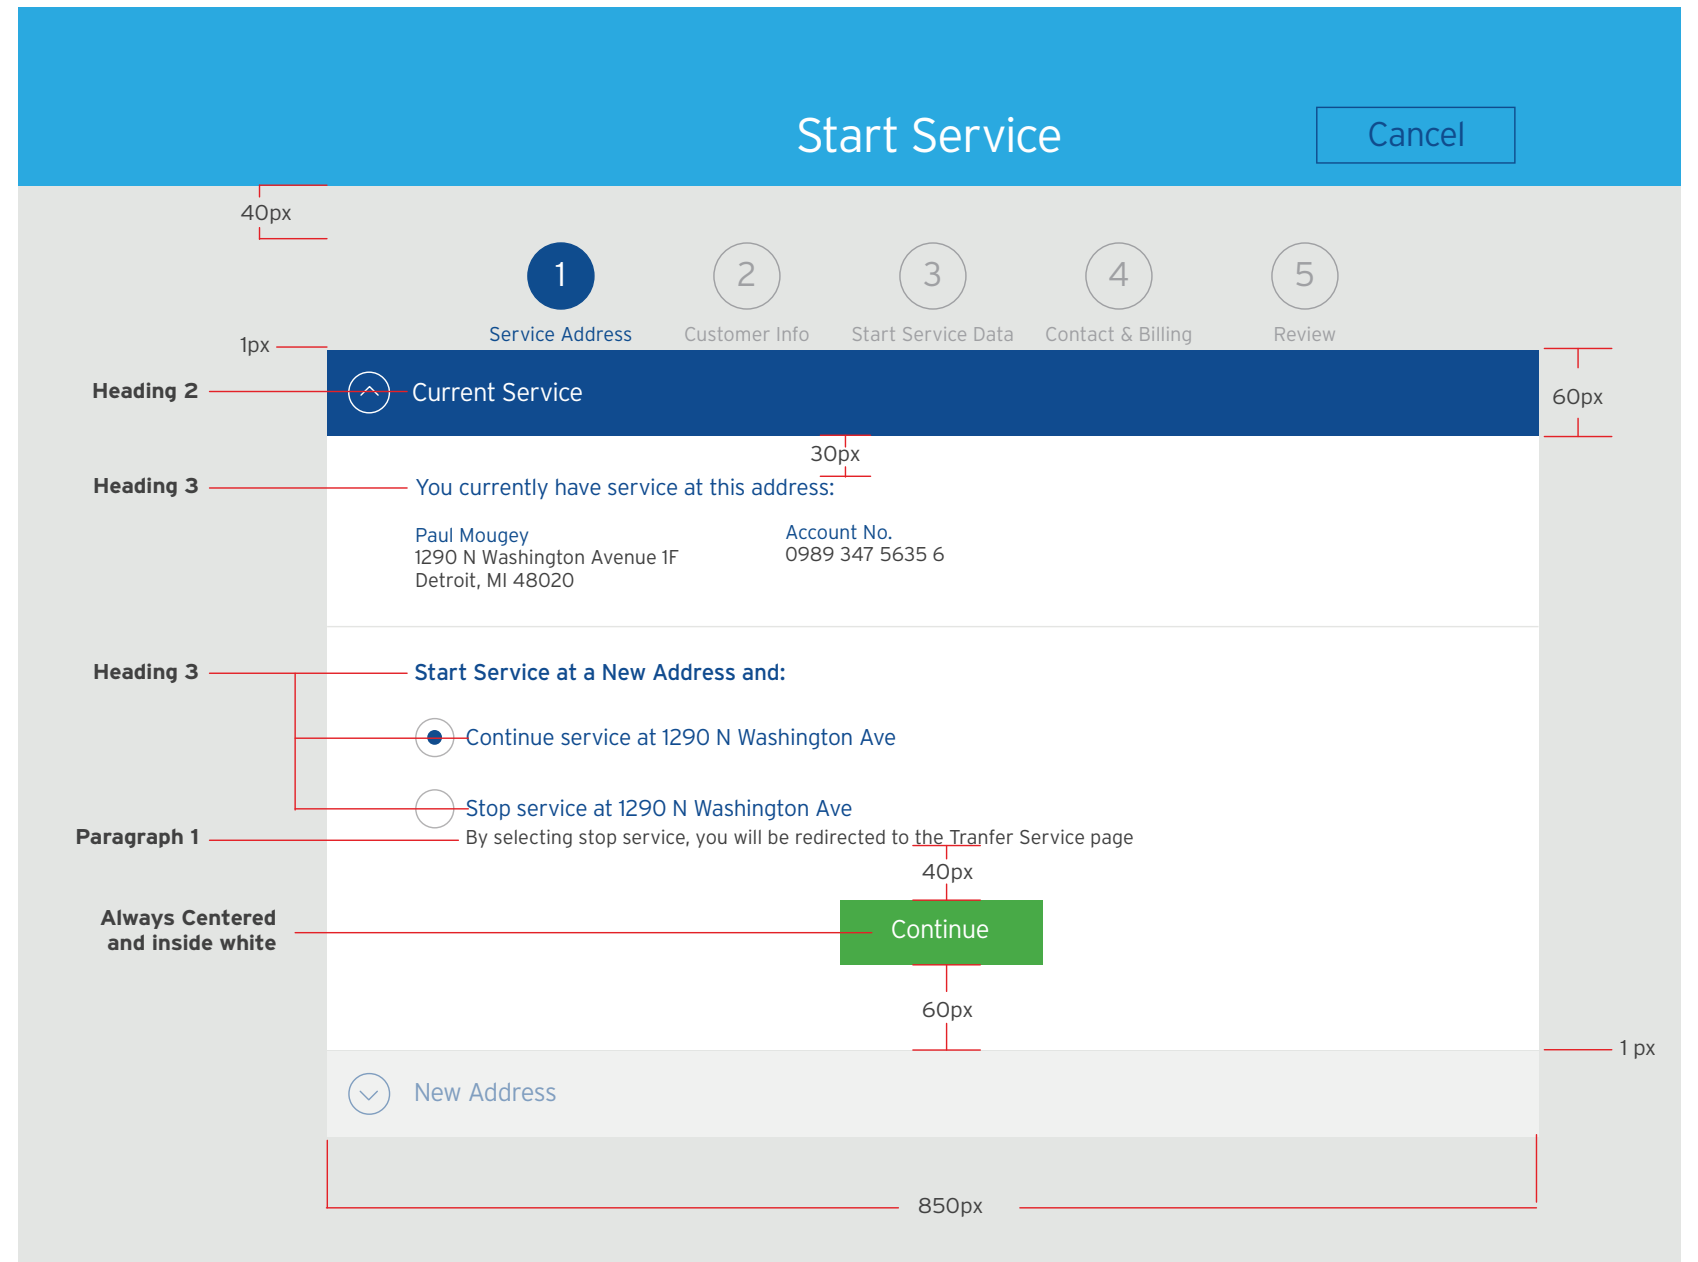 Start Service
Cancel
40px
1
2
3
4
5
Service Address
Customer Info
Start Service Data
Contact & Billing
Review
1px
Heading 2
Current Service
60px
30px
Heading 3
You currently have service at this address:
Paul Mougey
1290 N Washington Avenue 1F
Detroit, MI 48020
Account No.
0989 347 5635 6
Heading 3
Start Service at a New Address and:
Continue service at 1290 N Washington Ave
Stop service at 1290 N Washington Ave
Paragraph 1
By selecting stop service, you will be redirected to the Tranfer Service page
40px
Always Centered
and inside white
Continue
60px
1 px
New Address
850px